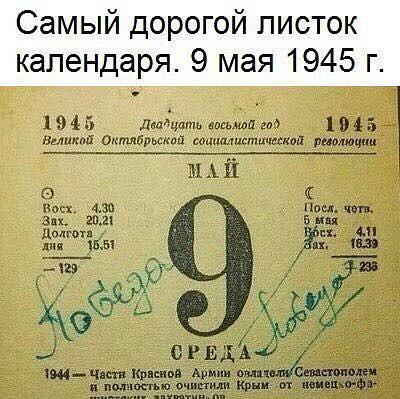 Самый дорогой листок
календаря. 9 мая 1945 г.
1945 Двадцать восьмой год 1945
Великой Октябрьской социалистической революции
МАЙ
Восх. 4.30
Зах. 20.21
Долгота
дня 15.51
— 129
9
Посл. четв.
5 мая
Восх. 4.11
Зах. 16.39
+ 236
Победа
Победа
СРЕДА
1944 — Части Красной Армии овладели Севастополем
и полностью очистили Крым от немецко-фа-
шистских захватчиков